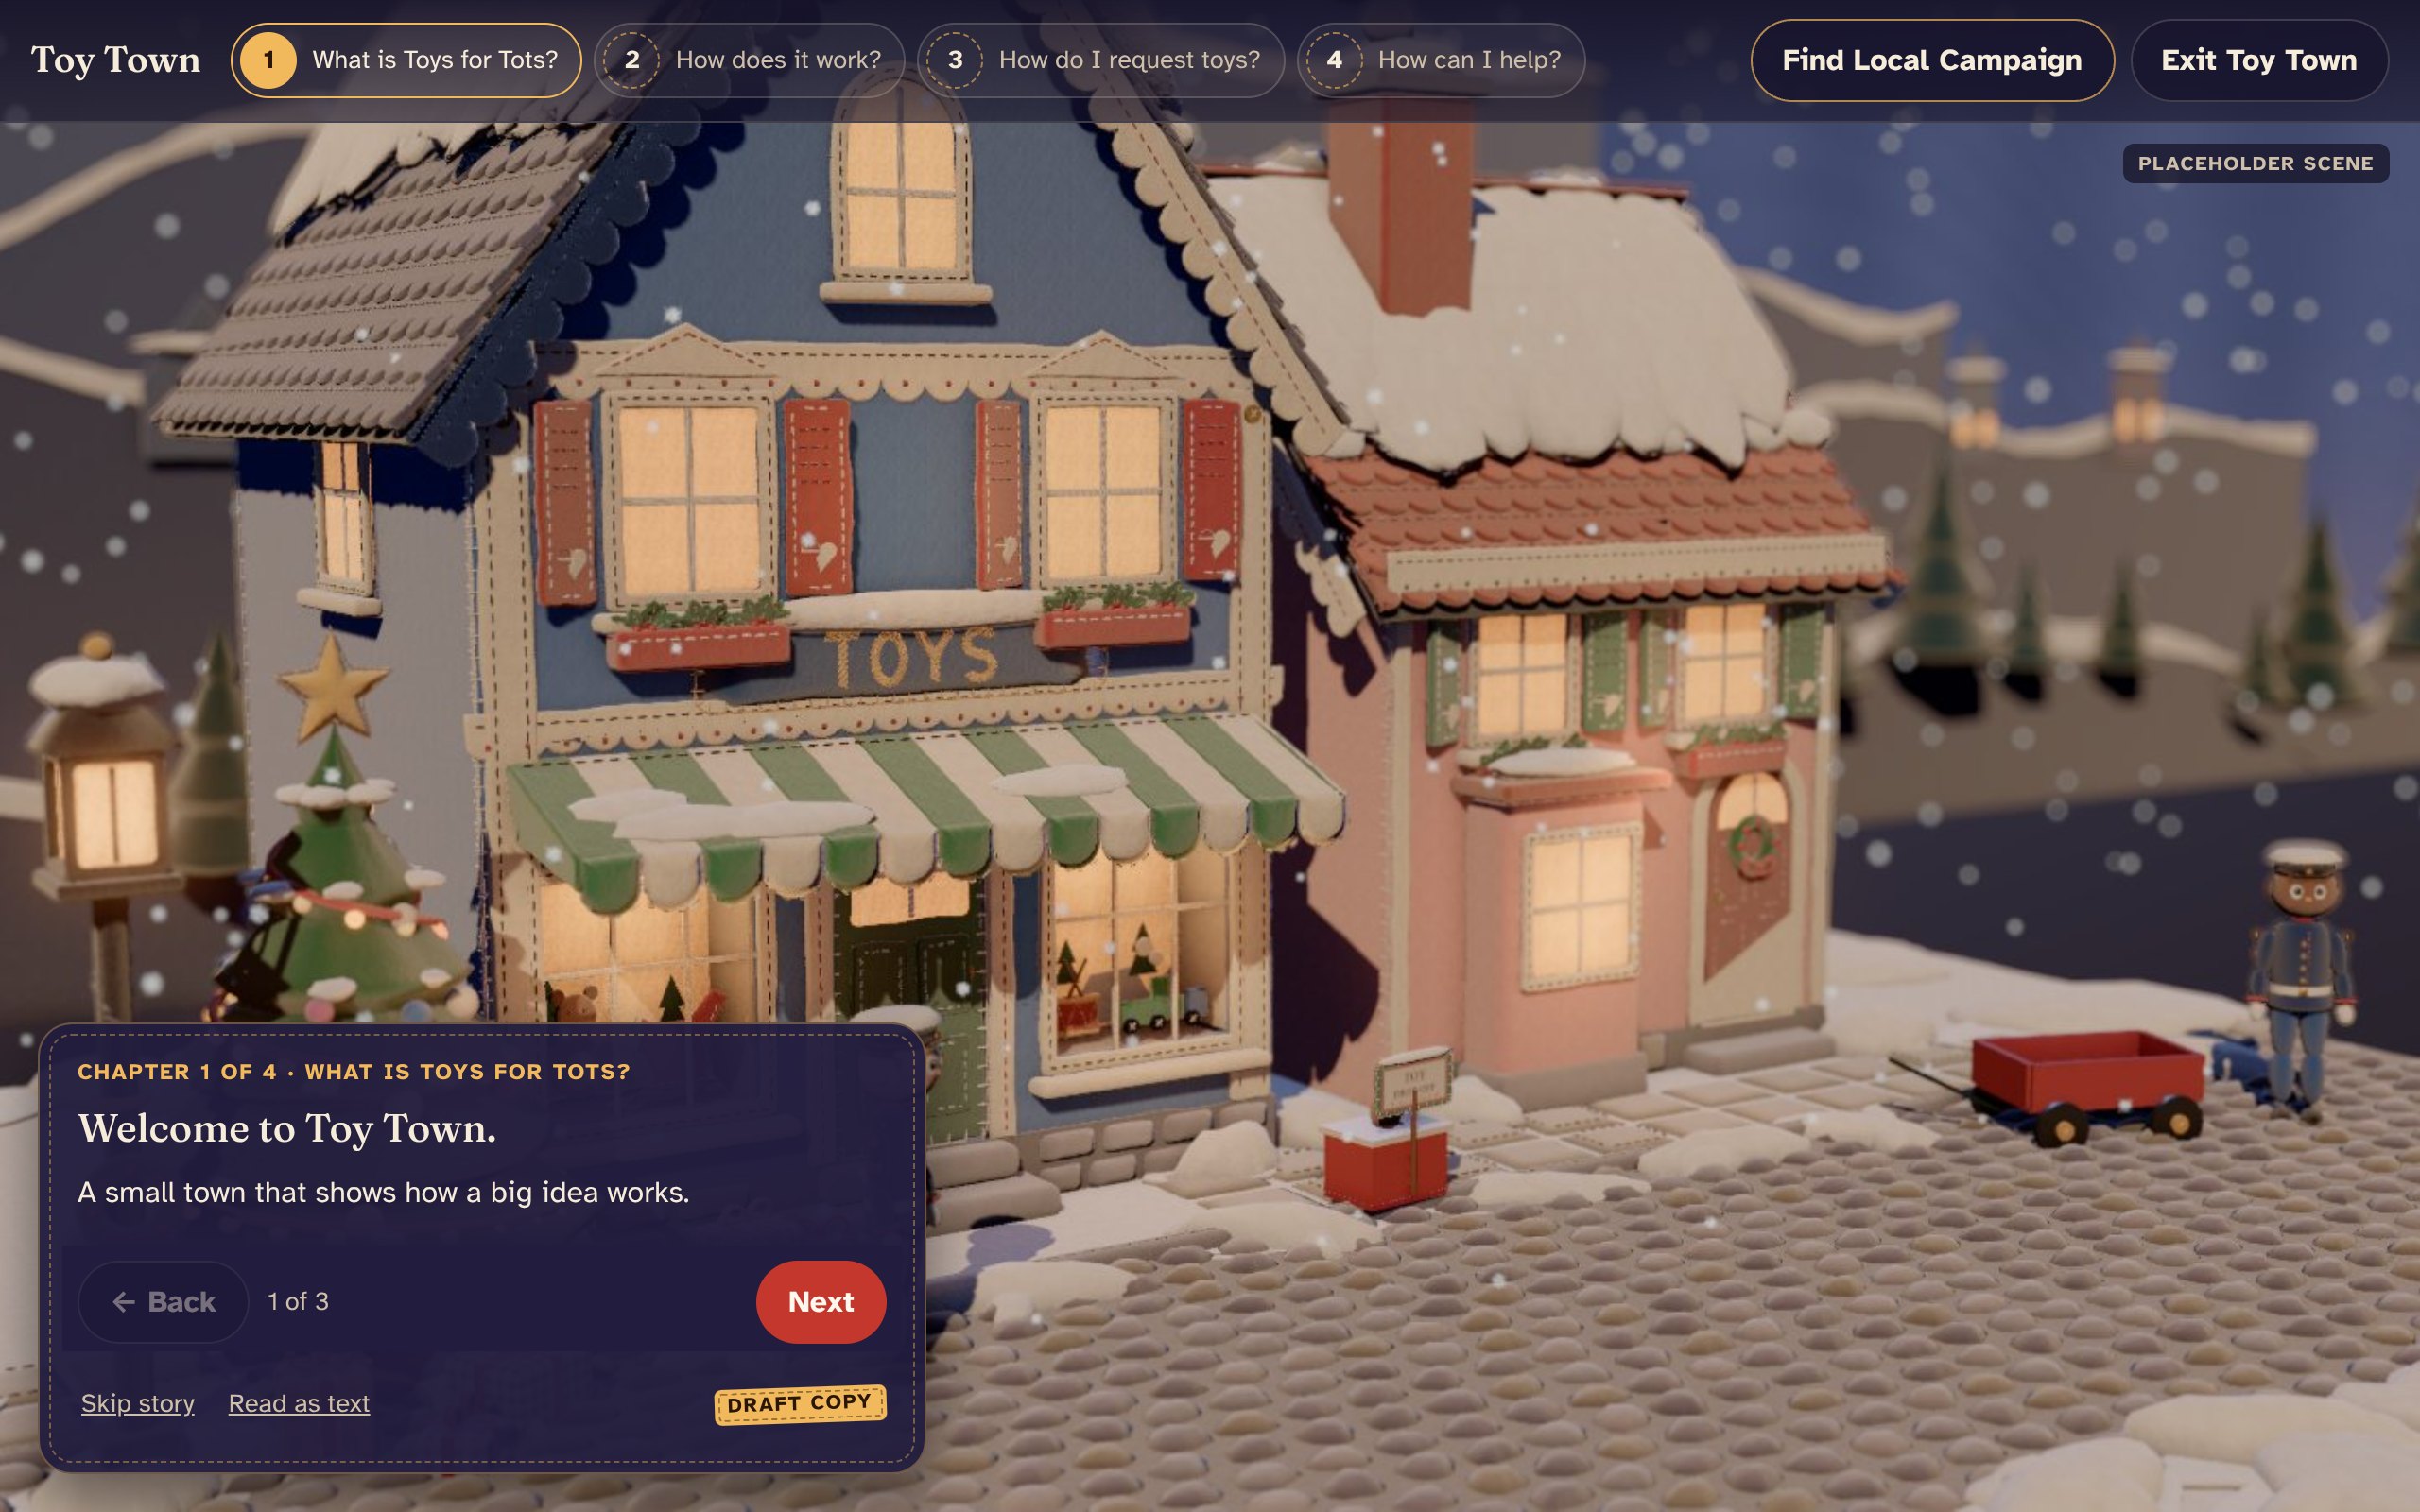 Toy Town
1 What is Toys for Tots?
2 How does it work?
3 How do I request toys?
4 How can I help?
Find Local Campaign
Exit Toy Town
PLACEHOLDER SCENE
TOYS
TOY
CHAPTER 1 OF 4 · WHAT IS TOYS FOR TOTS?
Welcome to Toy Town.
A small town that shows how a big idea works.
← Back
1 of 3
Next
Skip story
Read as text
DRAFT COPY